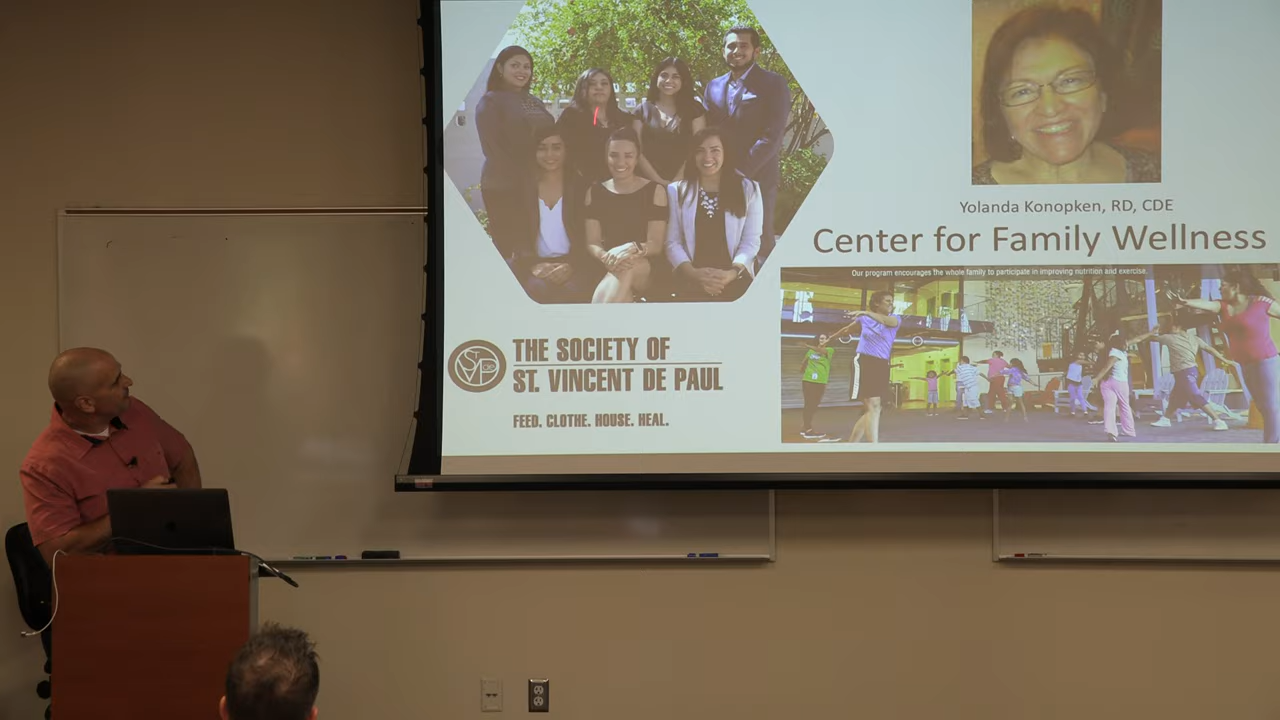 Yolanda Konopken, RD, CDE
Center for Family Wellness
Our program encourages the whole family to participate in improving nutrition and exercise.
THE SOCIETY OF
ST. VINCENT DE PAUL
FEED. CLOTHE. HOUSE. HEAL.